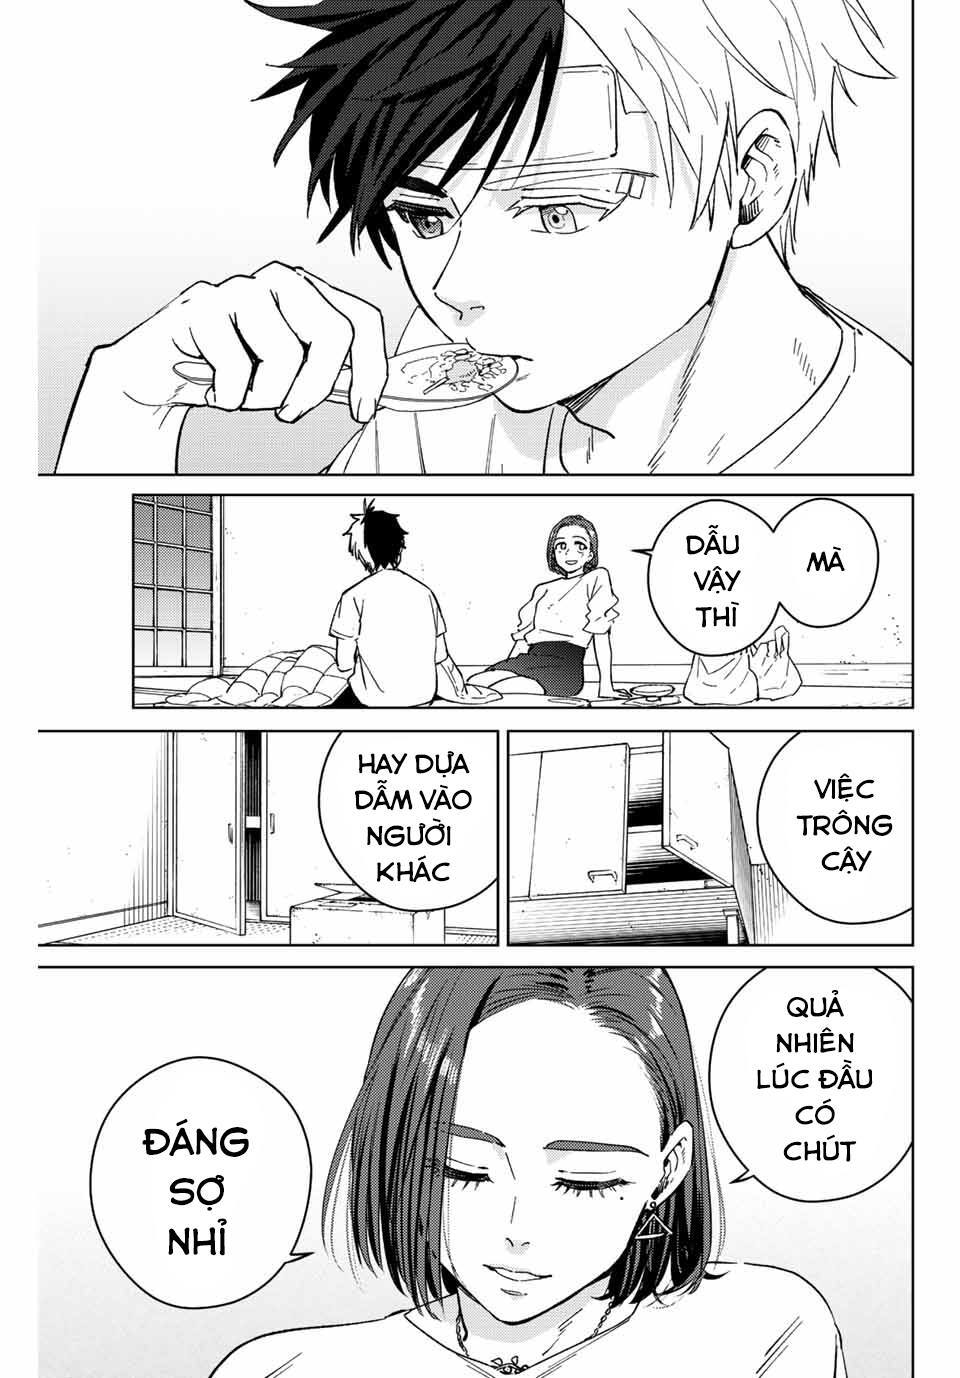 MÀ
DẪU
VẬY
THÌ
VIỆC
TRÔNG
CẬY
HAY DỰA
DẪM VÀO
NGƯỜI
KHÁC
QUẢ
NHIÊN
LÚC ĐẦU
CÓ
CHÚT
ĐÁNG
SỢ
NHỈ